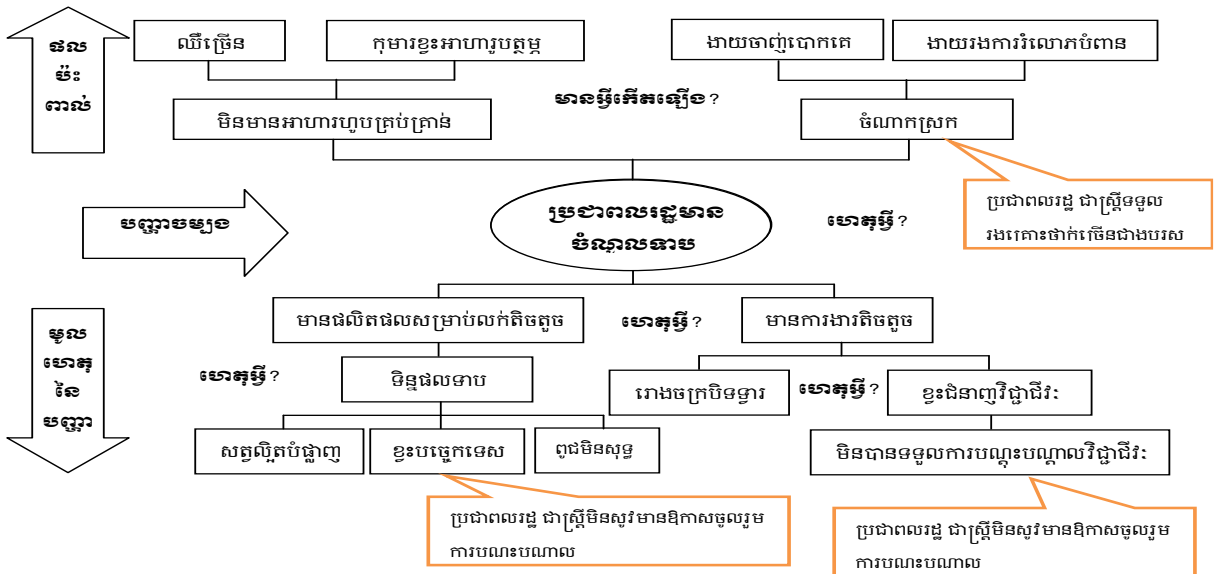 ផល
ប៉ះ
ពាល់
ឈឺច្រើន
កុមារខ្វះអាហារូបត្ថម្ភ
ងាយចាញ់បោកគេ
ងាយរងការរំលោភបំពាន
មានអ្វីកើតឡើង?
មិនមានអាហារហូបគ្រប់គ្រាន់
ចំណាកស្រុក
ប្រជាពលរដ្ឋ ជាស្ត្រីទទួល
រងគ្រោះថាក់ច្រើនជាងបុរស
បញ្ហាចម្បង
ប្រជាពលរដ្ឋមាន
ចំណូលទាប
ហេតុអ្វី?
មូល
ហេតុ
នៃ
បញ្ហា
មានផលិតផលសម្រាប់លក់តិចតួច
ហេតុអ្វី?
មានការងារតិចតួច
ហេតុអ្វី?
ទិន្នផលទាប
រោងចក្របិទទ្វារ
ហេតុអ្វី?
ខ្វះជំនាញវិជ្ជាជីវៈ
សត្វល្អិតបំផ្លាញ
ខ្វះបច្ចេកទេស
ពូជមិនសុទ្ធ
មិនបានទទួលការបណ្តុះបណ្តាលវិជ្ជាជីវៈ
ប្រជាពលរដ្ឋ ជាស្ត្រីមិនសូវមានឱកាសចូលរួម
ការបណ្តុះបណ្តាល
ប្រជាពលរដ្ឋ ជាស្ត្រីមិនសូវមានឱកាសចូលរួម
ការបណ្តុះបណ្តាល